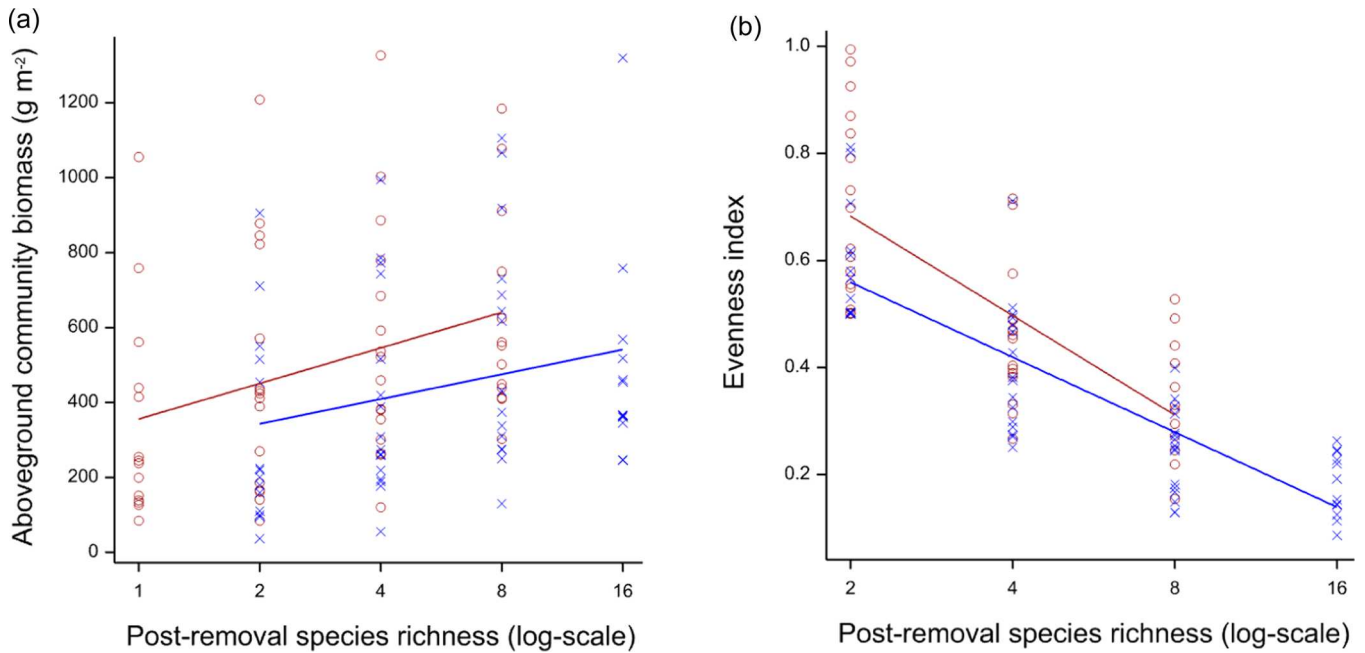 (a)
Aboveground community biomass (g m-2)
1200
1000
800
600
400
200
0
1 2 4 8 16
Post-removal species richness (log-scale)
(b)
Evenness index
1.0
0.8
0.6
0.4
0.2
2 4 8 16
Post-removal species richness (log-scale)